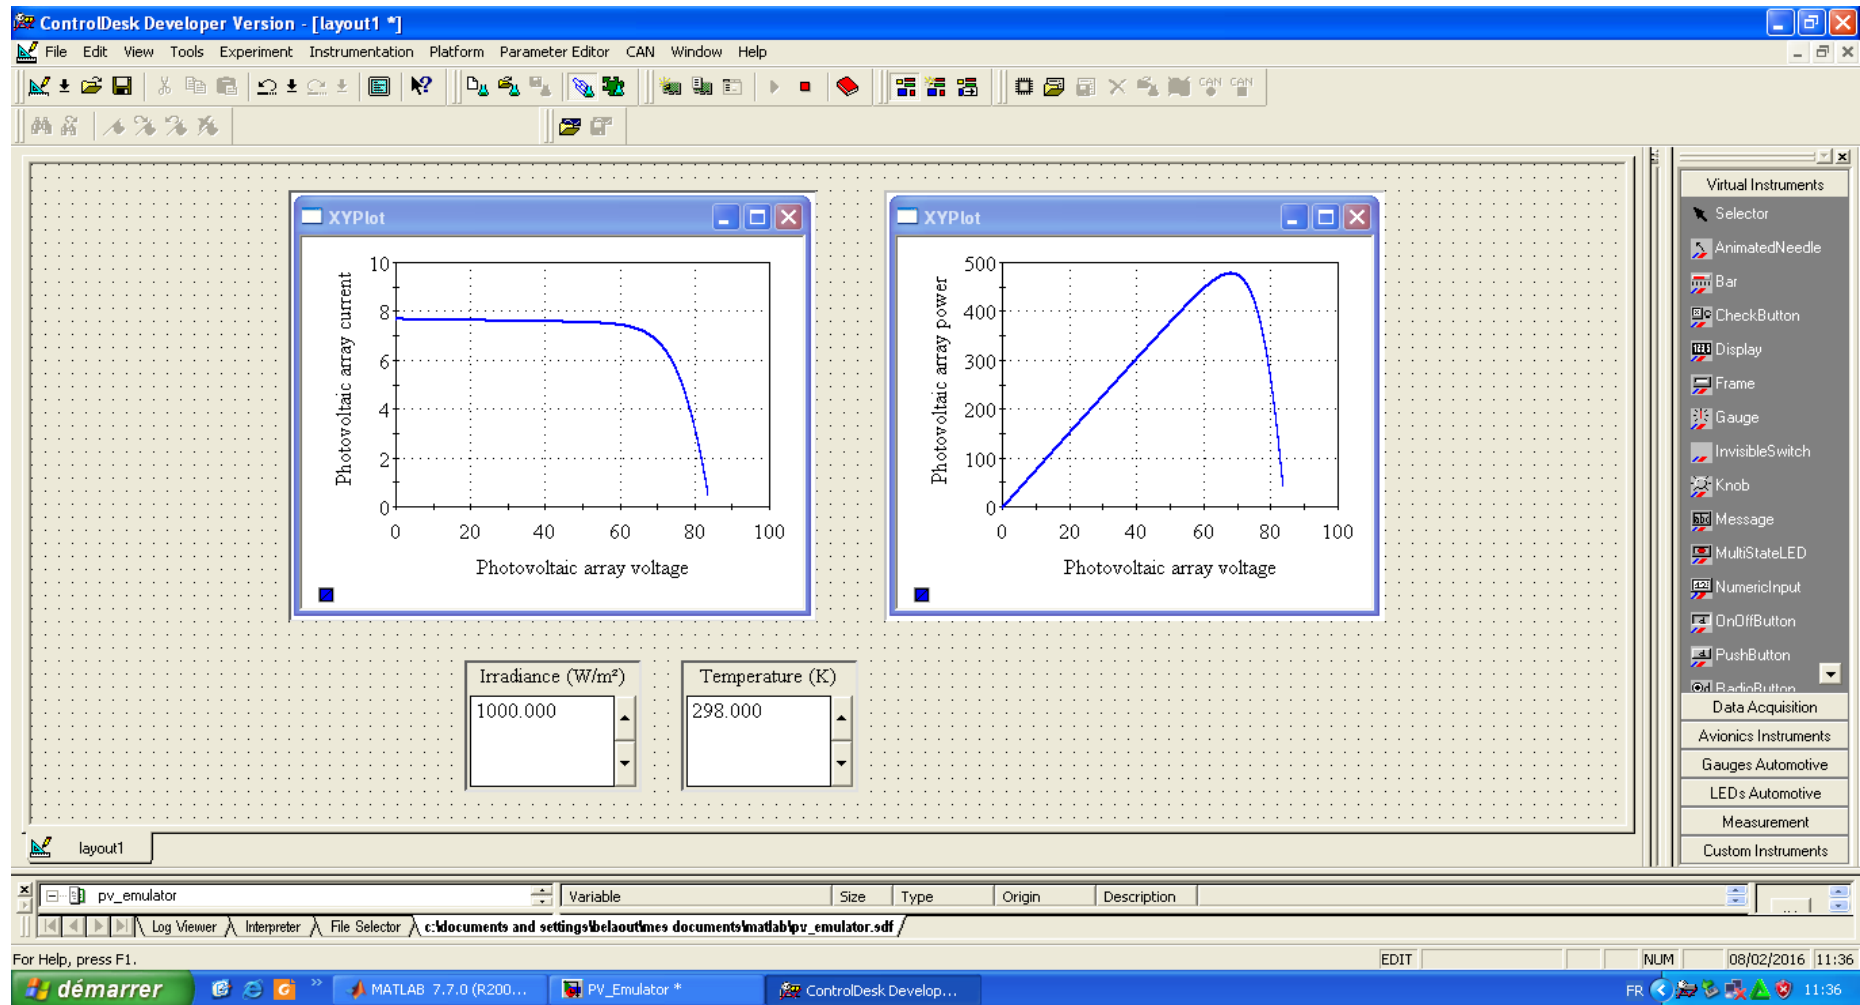 ControlDesk Developer Version - [layout1 *]
File Edit View Tools Experiment Instrumentation Platform Parameter Editor CAN Window Help
CAN CAN
XYPlot
Photovoltaic array current
10
8
6
4
2
0
0 20 40 60 80 100
Photovoltaic array voltage
XYPlot
Photovoltaic array power
500
400
300
200
100
0
0 20 40 60 80 100
Photovoltaic array voltage
Irradiance (W/m²)
1000.000
Temperature (K)
298.000
Virtual Instruments
Selector
AnimatedNeedle
Bar
CheckButton
Display
Frame
Gauge
InvisibleSwitch
Knob
Message
MultiStateLED
NumericInput
OnOffButton
PushButton
RadioButton
Data Acquisition
Avionics Instruments
Gauges Automotive
LEDs Automotive
Measurement
Custom Instruments
layout1
pv_emulator
Variable Size Type Origin Description
...
Log Viewer Interpreter File Selector c:\documents and settings\belaout\mes documents\matlab\pv_emulator.sdf
For Help, press F1.
EDIT NUM 08/02/2016 11:36
démarrer
MATLAB 7.7.0 (R200...
PV_Emulator *
ControlDesk Develop...
FR 11:36